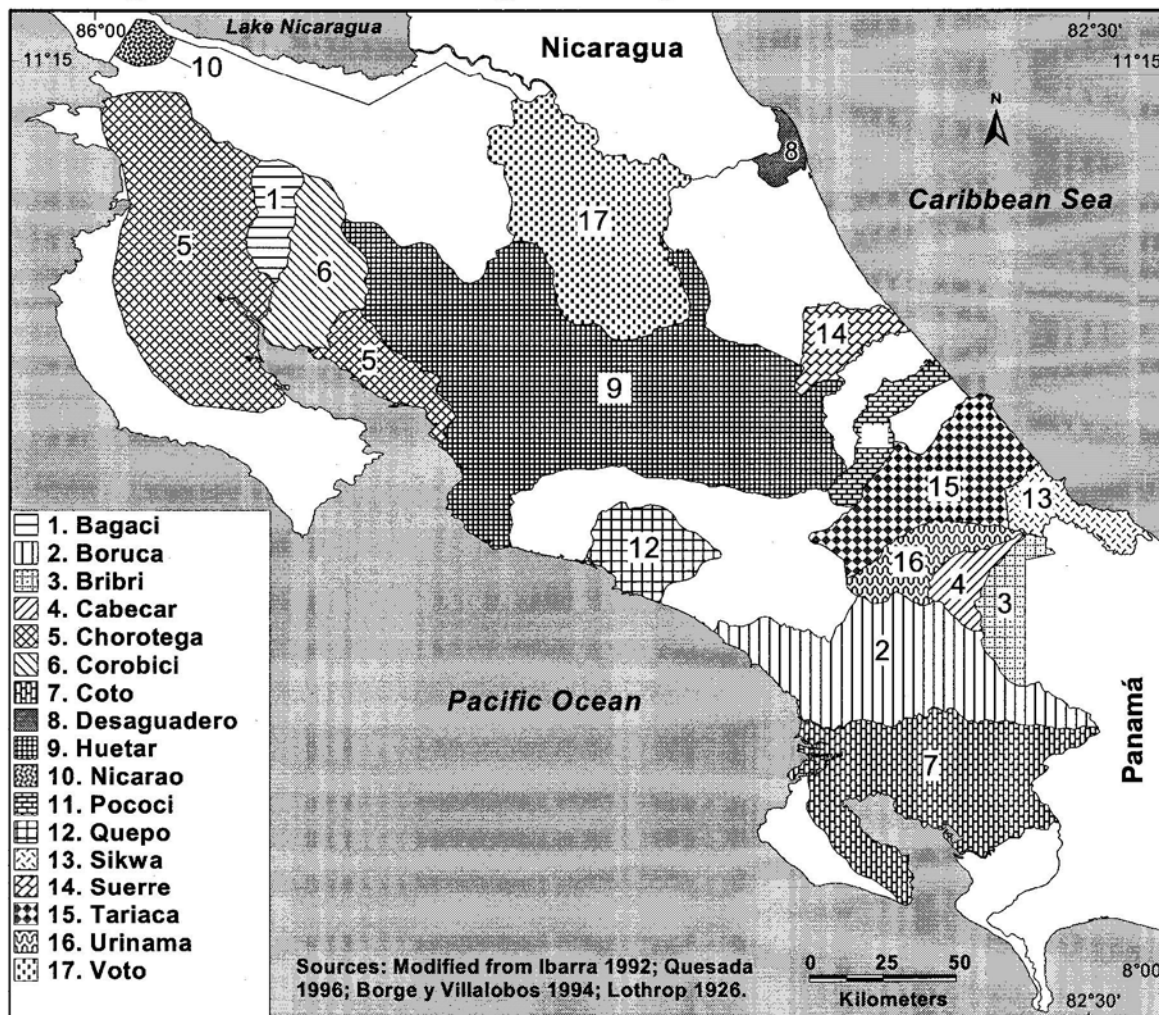 86°00'
Lake Nicaragua
Nicaragua
82°30'
11°15
10
11°15
N
8
Caribbean Sea
1
17
5
6
14
5
9
15
13
12
16
4
3
2
Pacific Ocean
7
Panamá
1. Bagaci
2. Boruca
3. Bribri
4. Cabecar
5. Chorotega
6. Corobici
7. Coto
8. Desaguadero
9. Huetar
10. Nicarao
11. Pococi
12. Quepo
13. Sikwa
14. Suerre
15. Tariaca
16. Urinama
17. Voto
Sources: Modified from Ibarra 1992; Quesada
1996; Borge y Villalobos 1994; Lothrop 1926.
0 25 50
Kilometers
8°00
82°30'